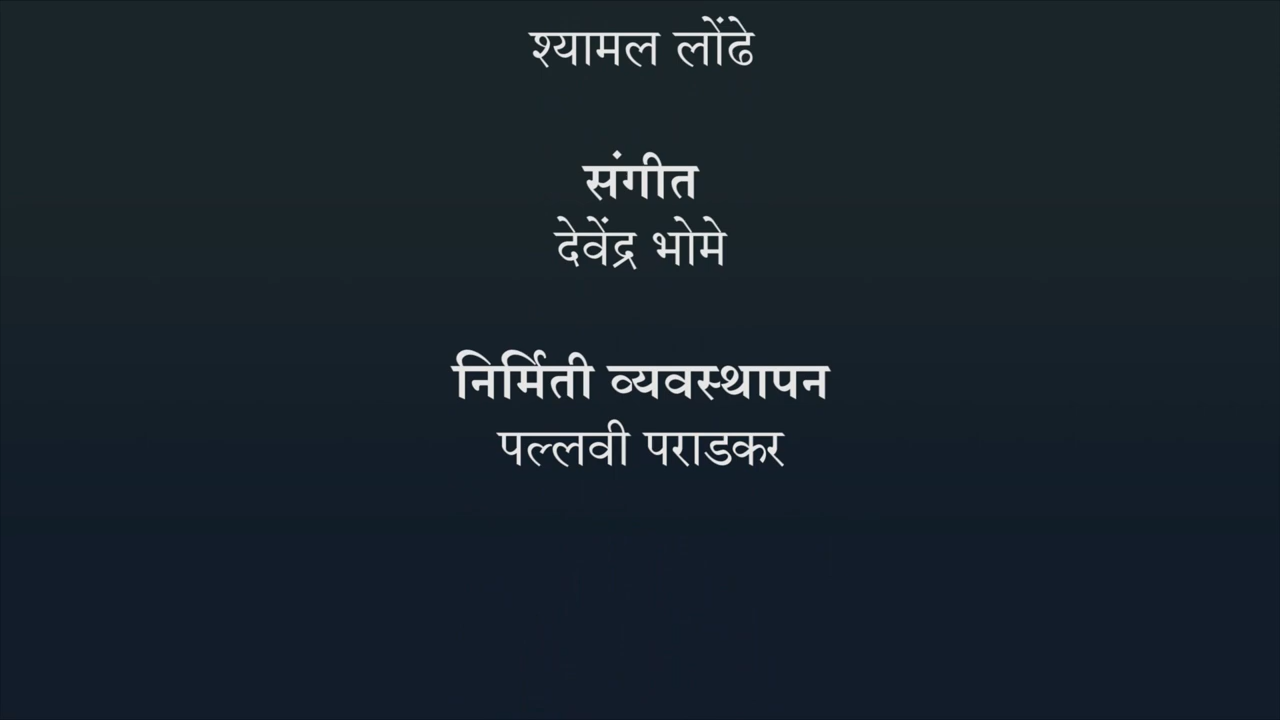 श्यामल लोंढे
संगीत
देवेंद्र भोमे
निर्मिती व्यवस्थापन
पल्लवी पराडकर